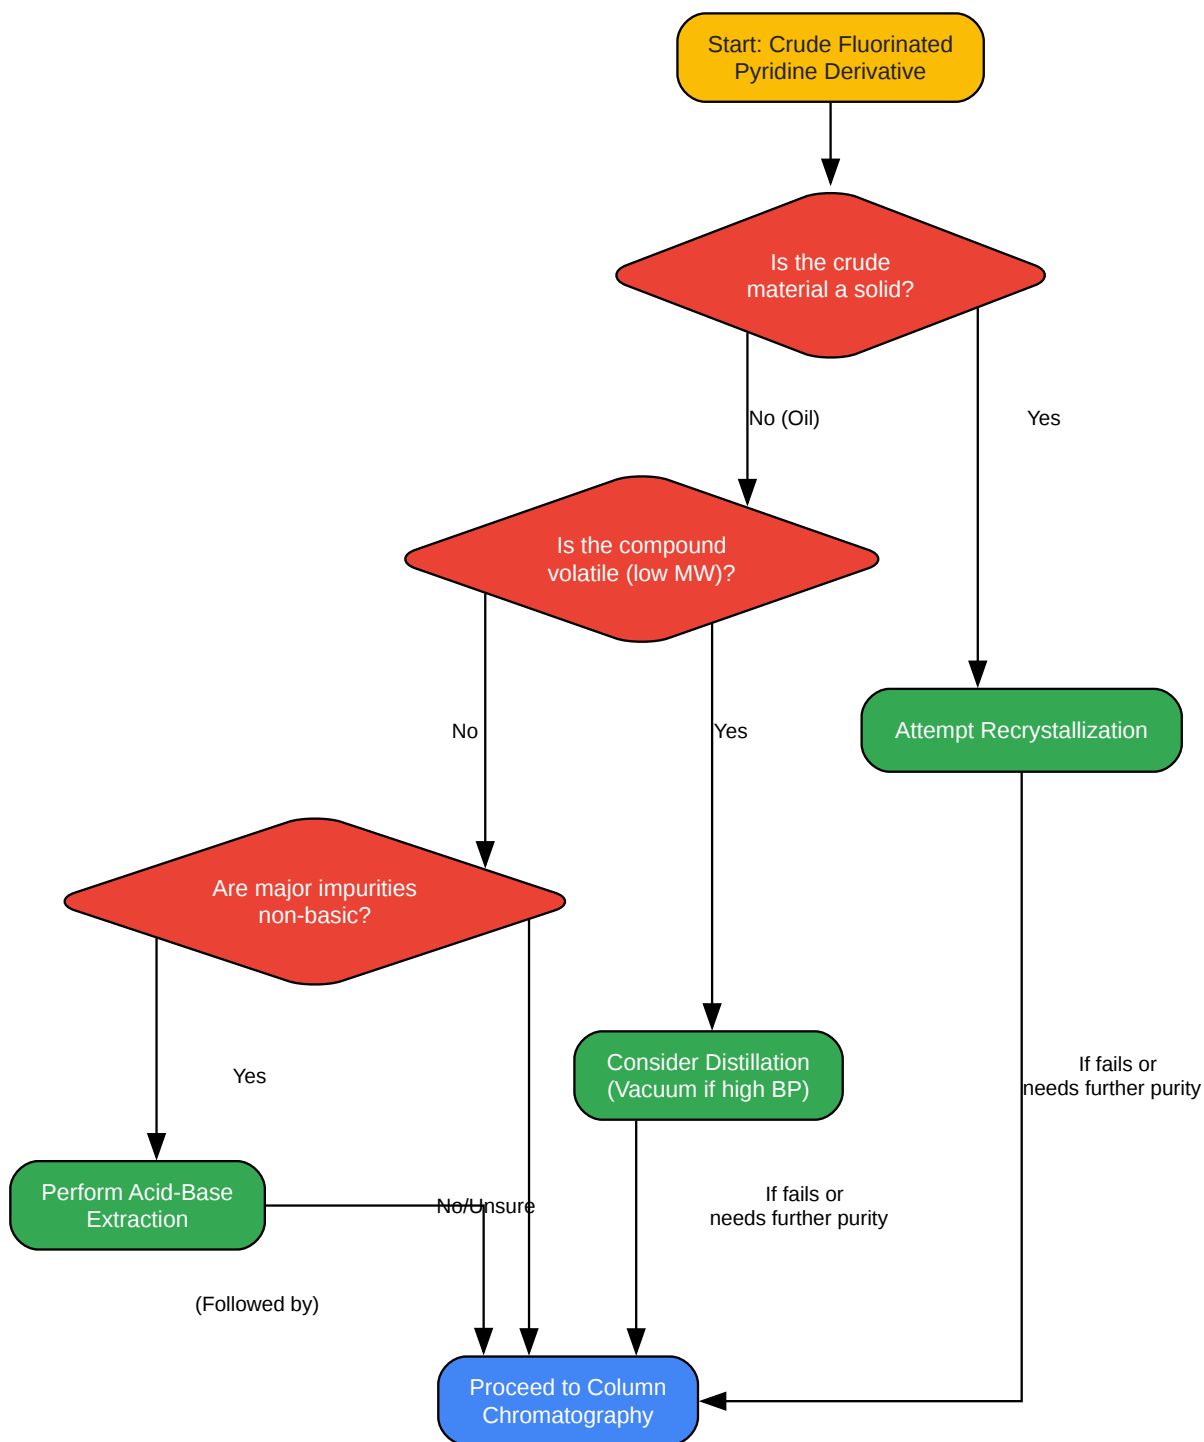 Start: Crude Fluorinated
Pyridine Derivative
Is the crude
material a solid?
No (Oil)
Yes
Is the compound
volatile (low MW)?
No
Yes
Attempt Recrystallization
Are major impurities
non-basic?
Yes
Consider Distillation
(Vacuum if high BP)
If fails or
needs further purity
Perform Acid-Base
Extraction
No/Unsure
If fails or
needs further purity
(Followed by)
Proceed to Column
Chromatography